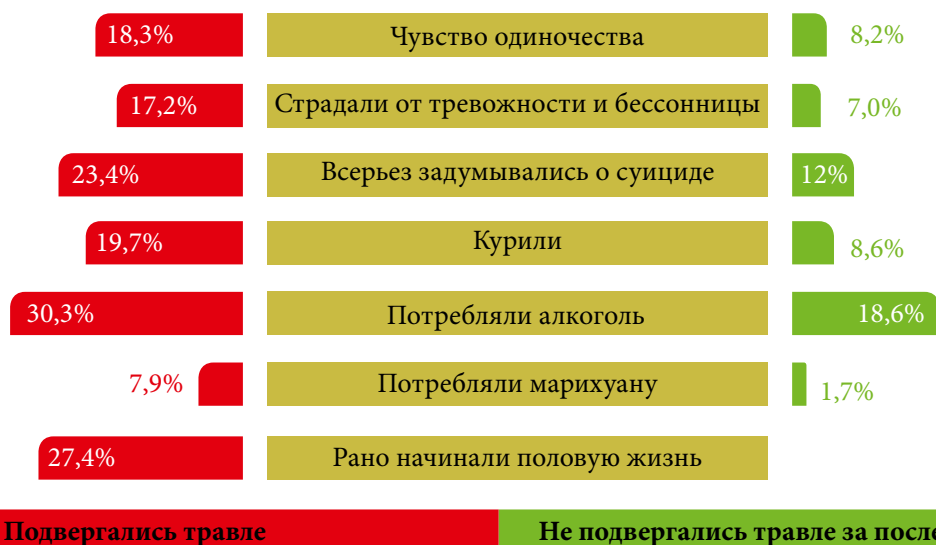 18,3% Чувство одиночества 8,2%
17,2% Страдали от тревожности и бессонницы 7,0%
23,4% Всерьез задумывались о суициде 12%
19,7% Курили 8,6%
30,3% Потребляли алкоголь 18,6%
7,9% Потребляли марихуану 1,7%
27,4% Рано начинали половую жизнь
Подвергались травле Не подвергались травле за после